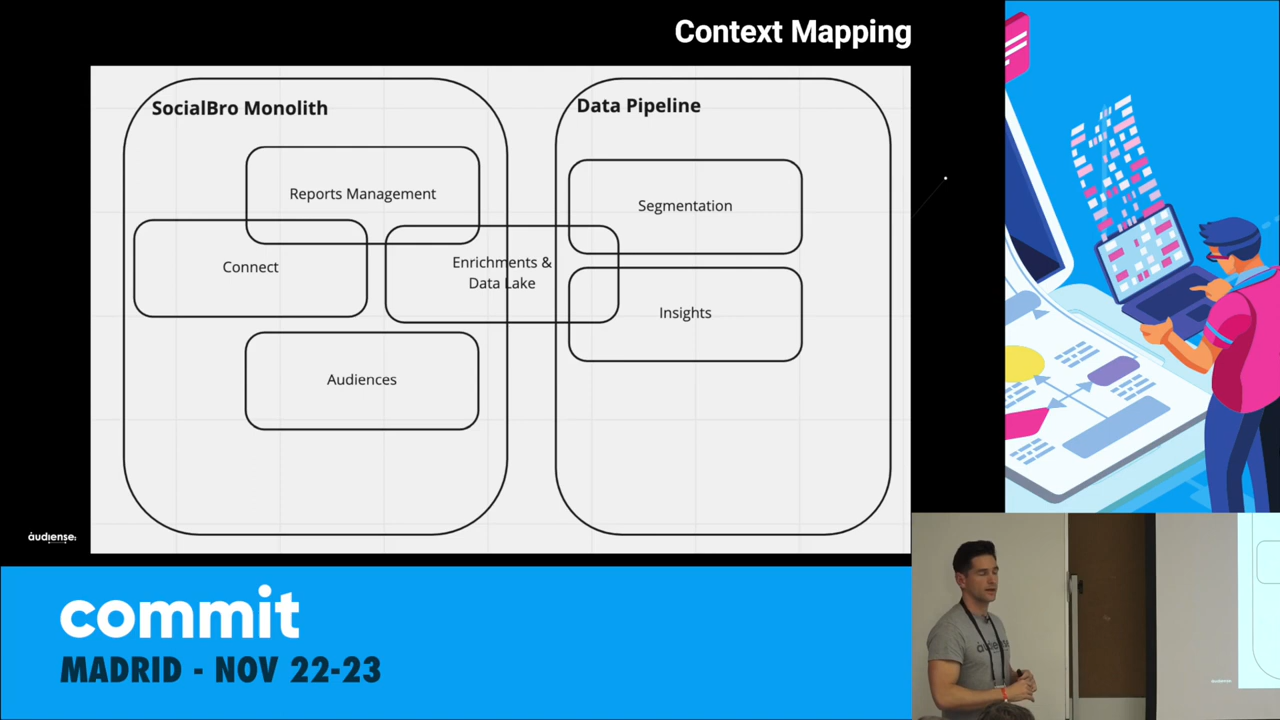 Context Mapping
SocialBro Monolith
Data Pipeline
Reports Management
Segmentation
Connect
Enrichments &
Data Lake
Insights
Audiences
audiense:
commit
MADRID - NOV 22-23